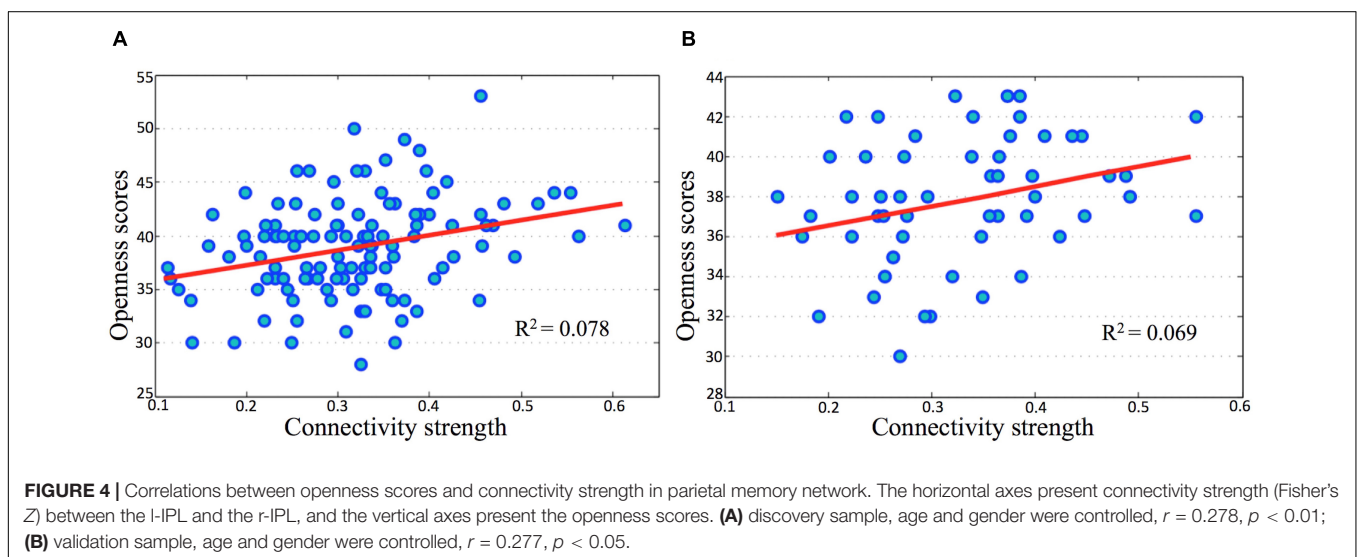 A
B
55
50
45
40
35
30
25
Openness scores
R² = 0.078
0.1 0.2 0.3 0.4 0.5 0.6
Connectivity strength
44
42
40
38
36
34
32
30
28
Openness scores
R² = 0.069
0.1 0.2 0.3 0.4 0.5 0.6
Connectivity strength
FIGURE 4 | Correlations between openness scores and connectivity strength in parietal memory network. The horizontal axes present connectivity strength (Fisher's
Z) between the l-IPL and the r-IPL, and the vertical axes present the openness scores. (A) discovery sample, age and gender were controlled, r = 0.278, p < 0.01;
(B) validation sample, age and gender were controlled, r = 0.277, p < 0.05.